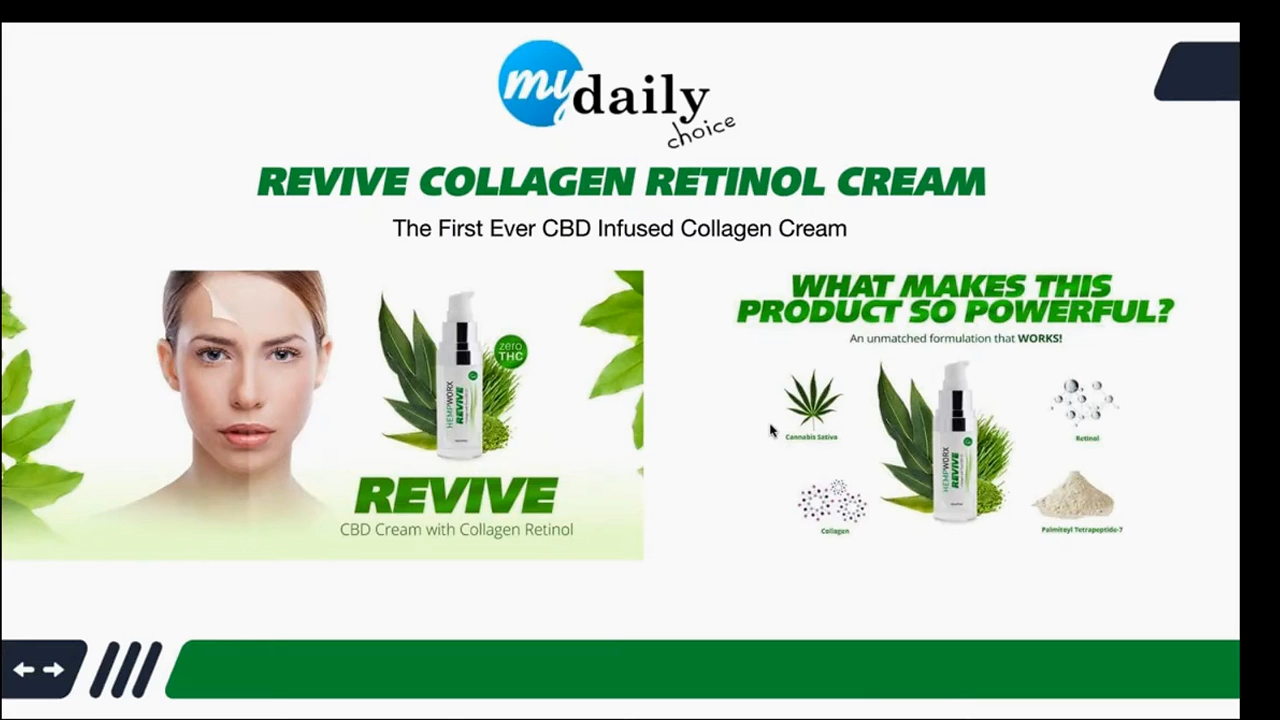 my daily
choice
REVIVE COLLAGEN RETINOL CREAM
The First Ever CBD Infused Collagen Cream
zero
THC
HEMPWORX
REVIVE
REVIVE
CBD Cream with Collagen Retinol
WHAT MAKES THIS
PRODUCT SO POWERFUL?
An unmatched formulation that WORKS!
Cannabis Sativa
Retinol
HEMPWORX
REVIVE
Collagen
Palmitoyl Tetrapeptide-7